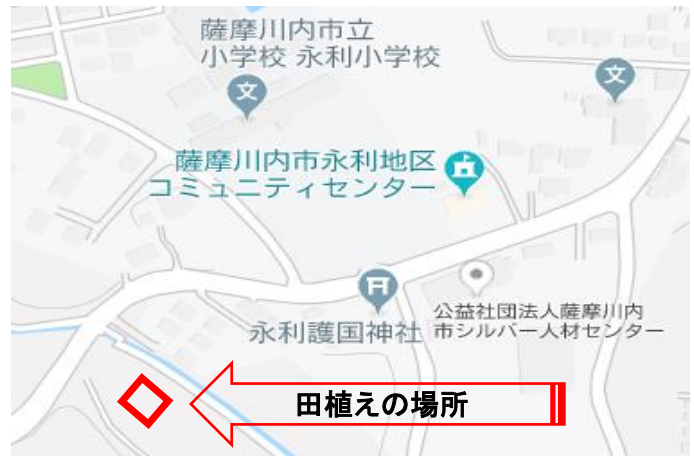 薩摩川内市立
小学校 永利小学校
文
文
薩摩川内市永利地区
コミュニティセンター
公益社団法人薩摩川内
市シルバー人材センター
永利護国神社
田植えの場所